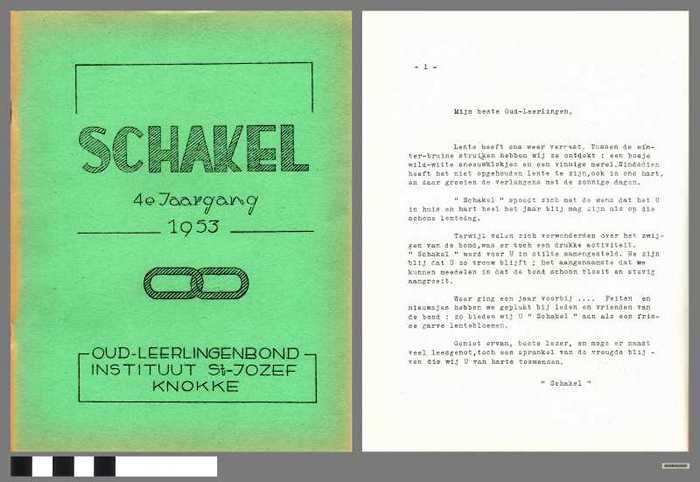 SCHAKEL
4e Jaargang
1953
OUD-LEERLINGENBOND
INSTITUUT St-JOZEF
KNOKKE
- 1 -
Mijn beste Oud-Leerlingen,
Lente heeft ons weer verrast. Tussen de win-
ter-bruine struiken hebben wij ze ontdekt : een bosje
wild-witte sneeuwklokjes en een vinnige merel. Nindsdien
heeft het niet opgehouden lente te zijn, ook in ons hart,
en daar groeien de verlangens met de zonnige dagen.
" Schakel " spoedt zich met de wens dat het U
in huis en hart heel het jaar blij mag zijn als op die
schone lentedag.
Terwijl velen zich verwonderden over het zwij-
gen van de bond, was er toch een drukke activiteit.
" Schakel " werd voor U in stilte samengesteld. We zijn
blij dat U zo trouw blijft ; het aangenaamste dat we
kunnen meedelen is dat de bond schoon bloeit en stevig
aangroeit.
Weer ging een jaar voorbij .... Feiten en
nieuwsjes hebben we geplukt bij leden en vrienden van
de bond : zo bieden wij U " Schakel " aan als een fris-
se garve lentebloemen.
Geniet ervan, beste lezer, en moge er naast
veel leesgenot, toch een sprankel van de vreugde blij -
ven die wij U van harte toewensen.
" Schakel "